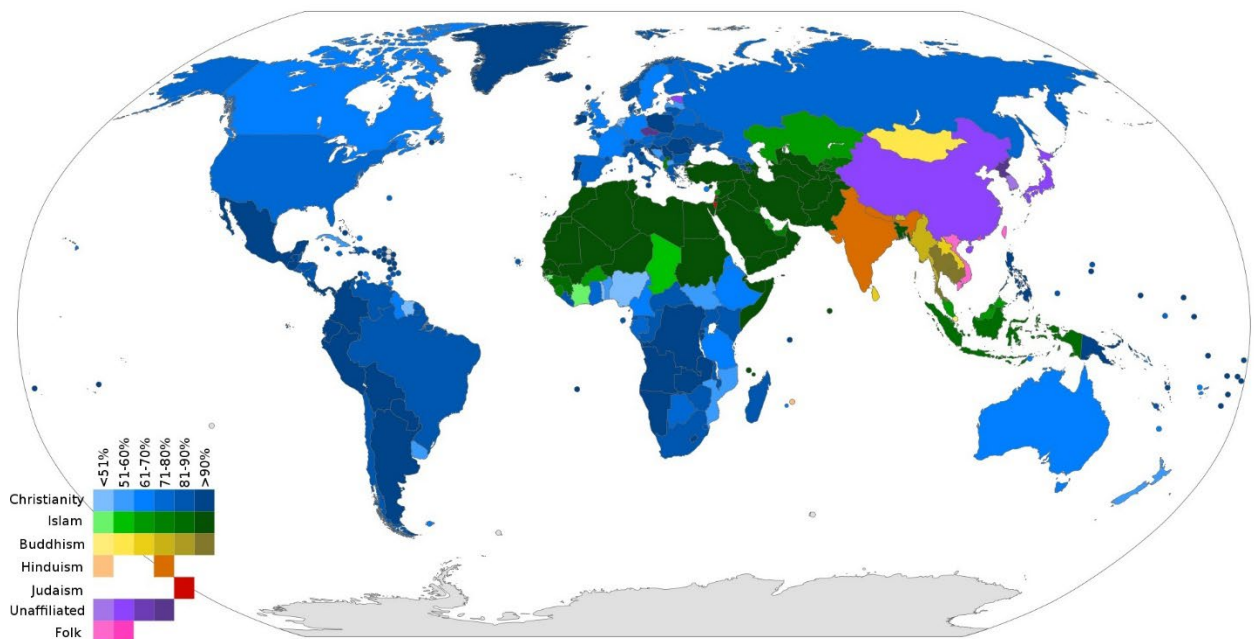 <51%
51-60%
61-70%
71-80%
81-90%
>90%
Christianity
Islam
Buddhism
Hinduism
Judaism
Unaffiliated
Folk